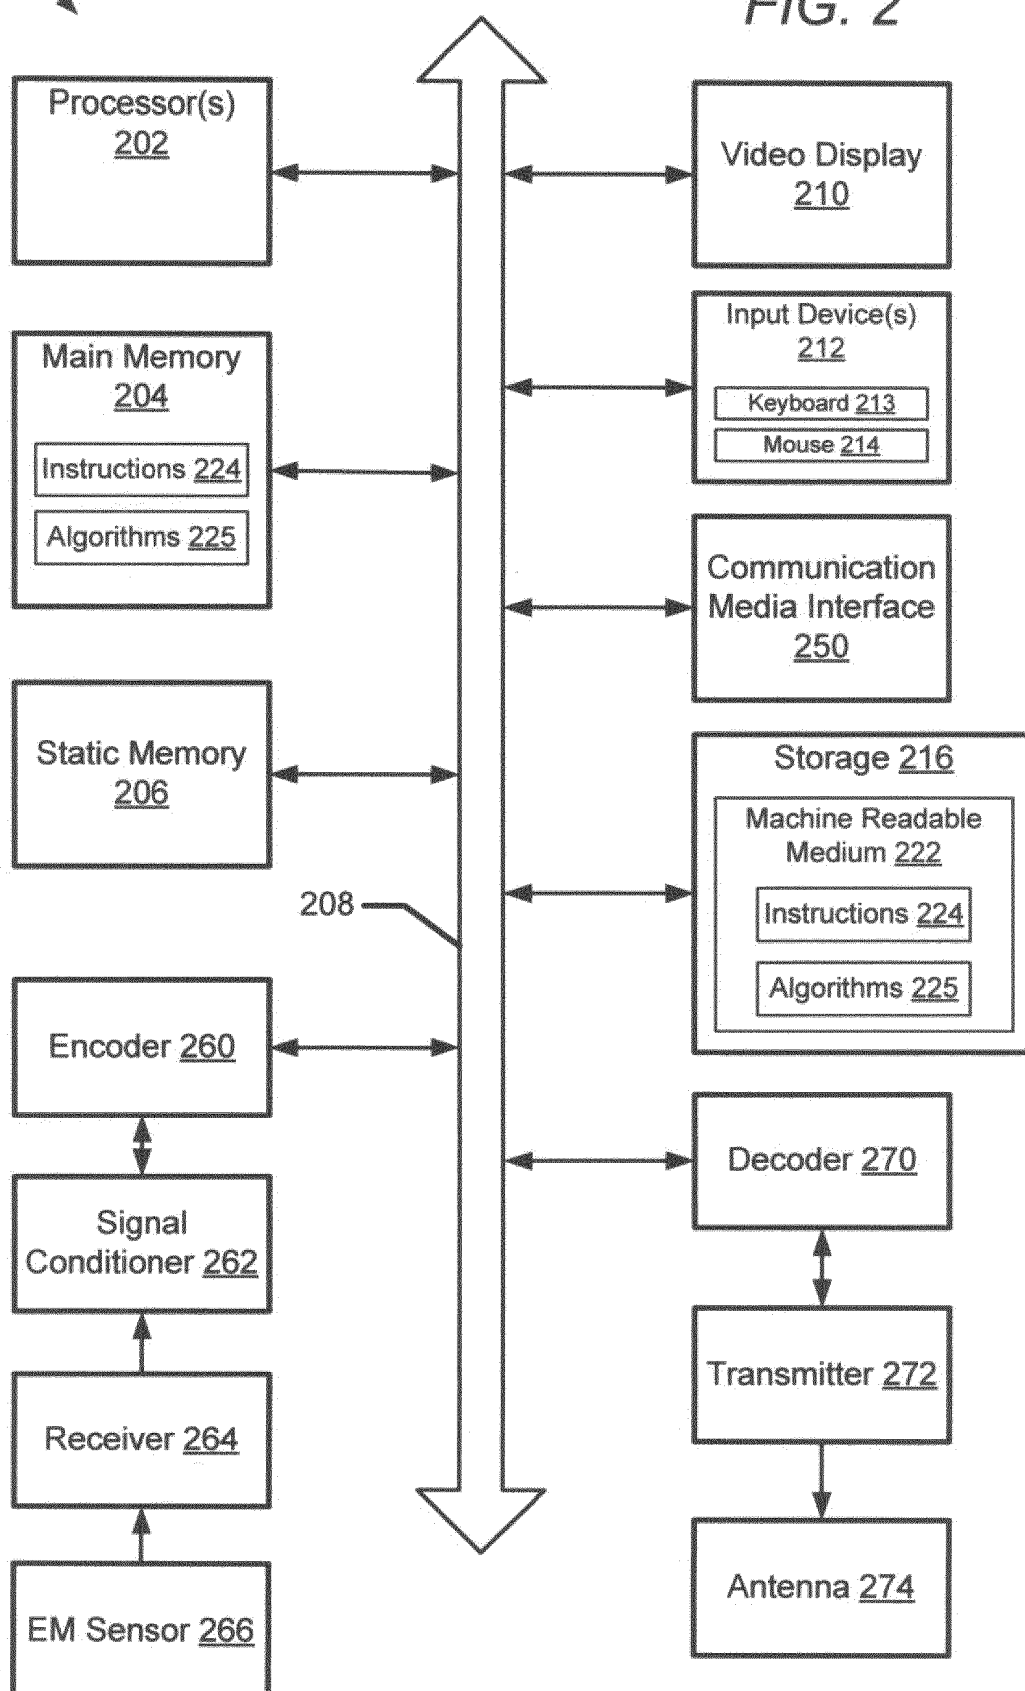 FIG. 2
Processor(s)
202
Main Memory
204
Instructions 224
Algorithms 225
Static Memory
206
208
Encoder 260
Signal
Conditioner 262
Receiver 264
EM Sensor 266
Video Display
210
Input Device(s)
212
Keyboard 213
Mouse 214
Communication
Media Interface
250
Storage 216
Machine Readable
Medium 222
Instructions 224
Algorithms 225
Decoder 270
Transmitter 272
Antenna 274